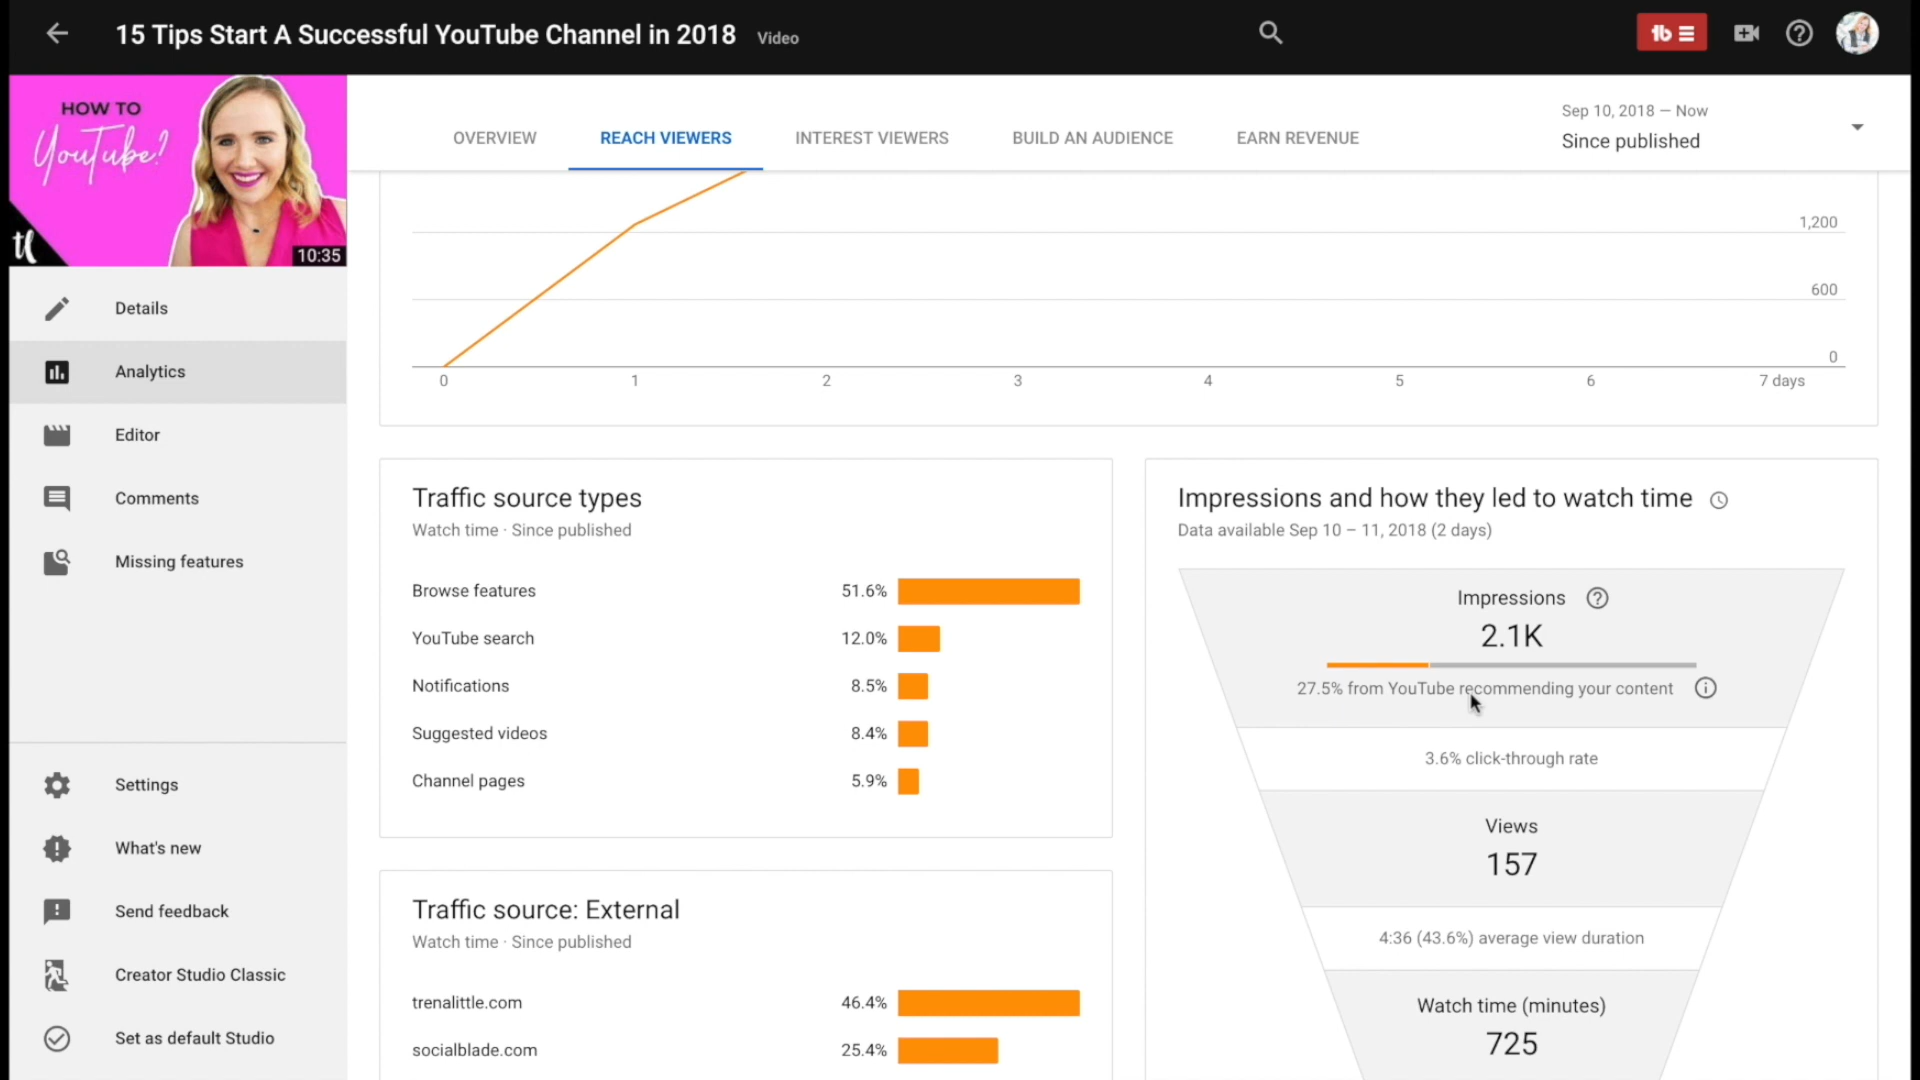 15 Tips Start A Successful YouTube Channel in 2018 Video
HOW TO
YouTube?
tl
10:35
Details
Analytics
Editor
Comments
Missing features
Settings
What's new
Send feedback
Creator Studio Classic
Set as default Studio
OVERVIEW REACH VIEWERS INTEREST VIEWERS BUILD AN AUDIENCE EARN REVENUE
Sep 10, 2018 – Now
Since published
1,200
600
0
0 1 2 3 4 5 6 7 days
Traffic source types
Watch time · Since published
Browse features 51.6%
YouTube search 12.0%
Notifications 8.5%
Suggested videos 8.4%
Channel pages 5.9%
Traffic source: External
Watch time · Since published
trenalittle.com 46.4%
socialblade.com 25.4%
Impressions and how they led to watch time
Data available Sep 10 – 11, 2018 (2 days)
Impressions
2.1K
27.5% from YouTube recommending your content
3.6% click-through rate
Views
157
4:36 (43.6%) average view duration
Watch time (minutes)
725